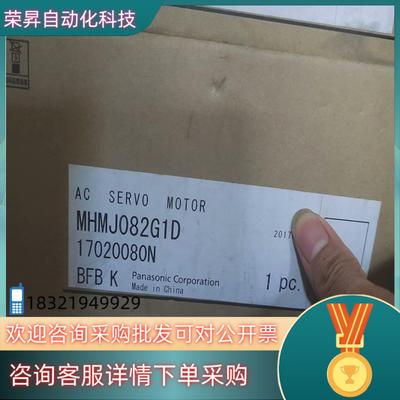 荣昇自动化科技
AC SERVO MOTOR
MHMJ082G1D
17020080N
2017
BFB K Panasonic Corporation
Made in China
1 pc.
18321949929
欢迎咨询采购批发可对公开票
咨询客服详情下单采购